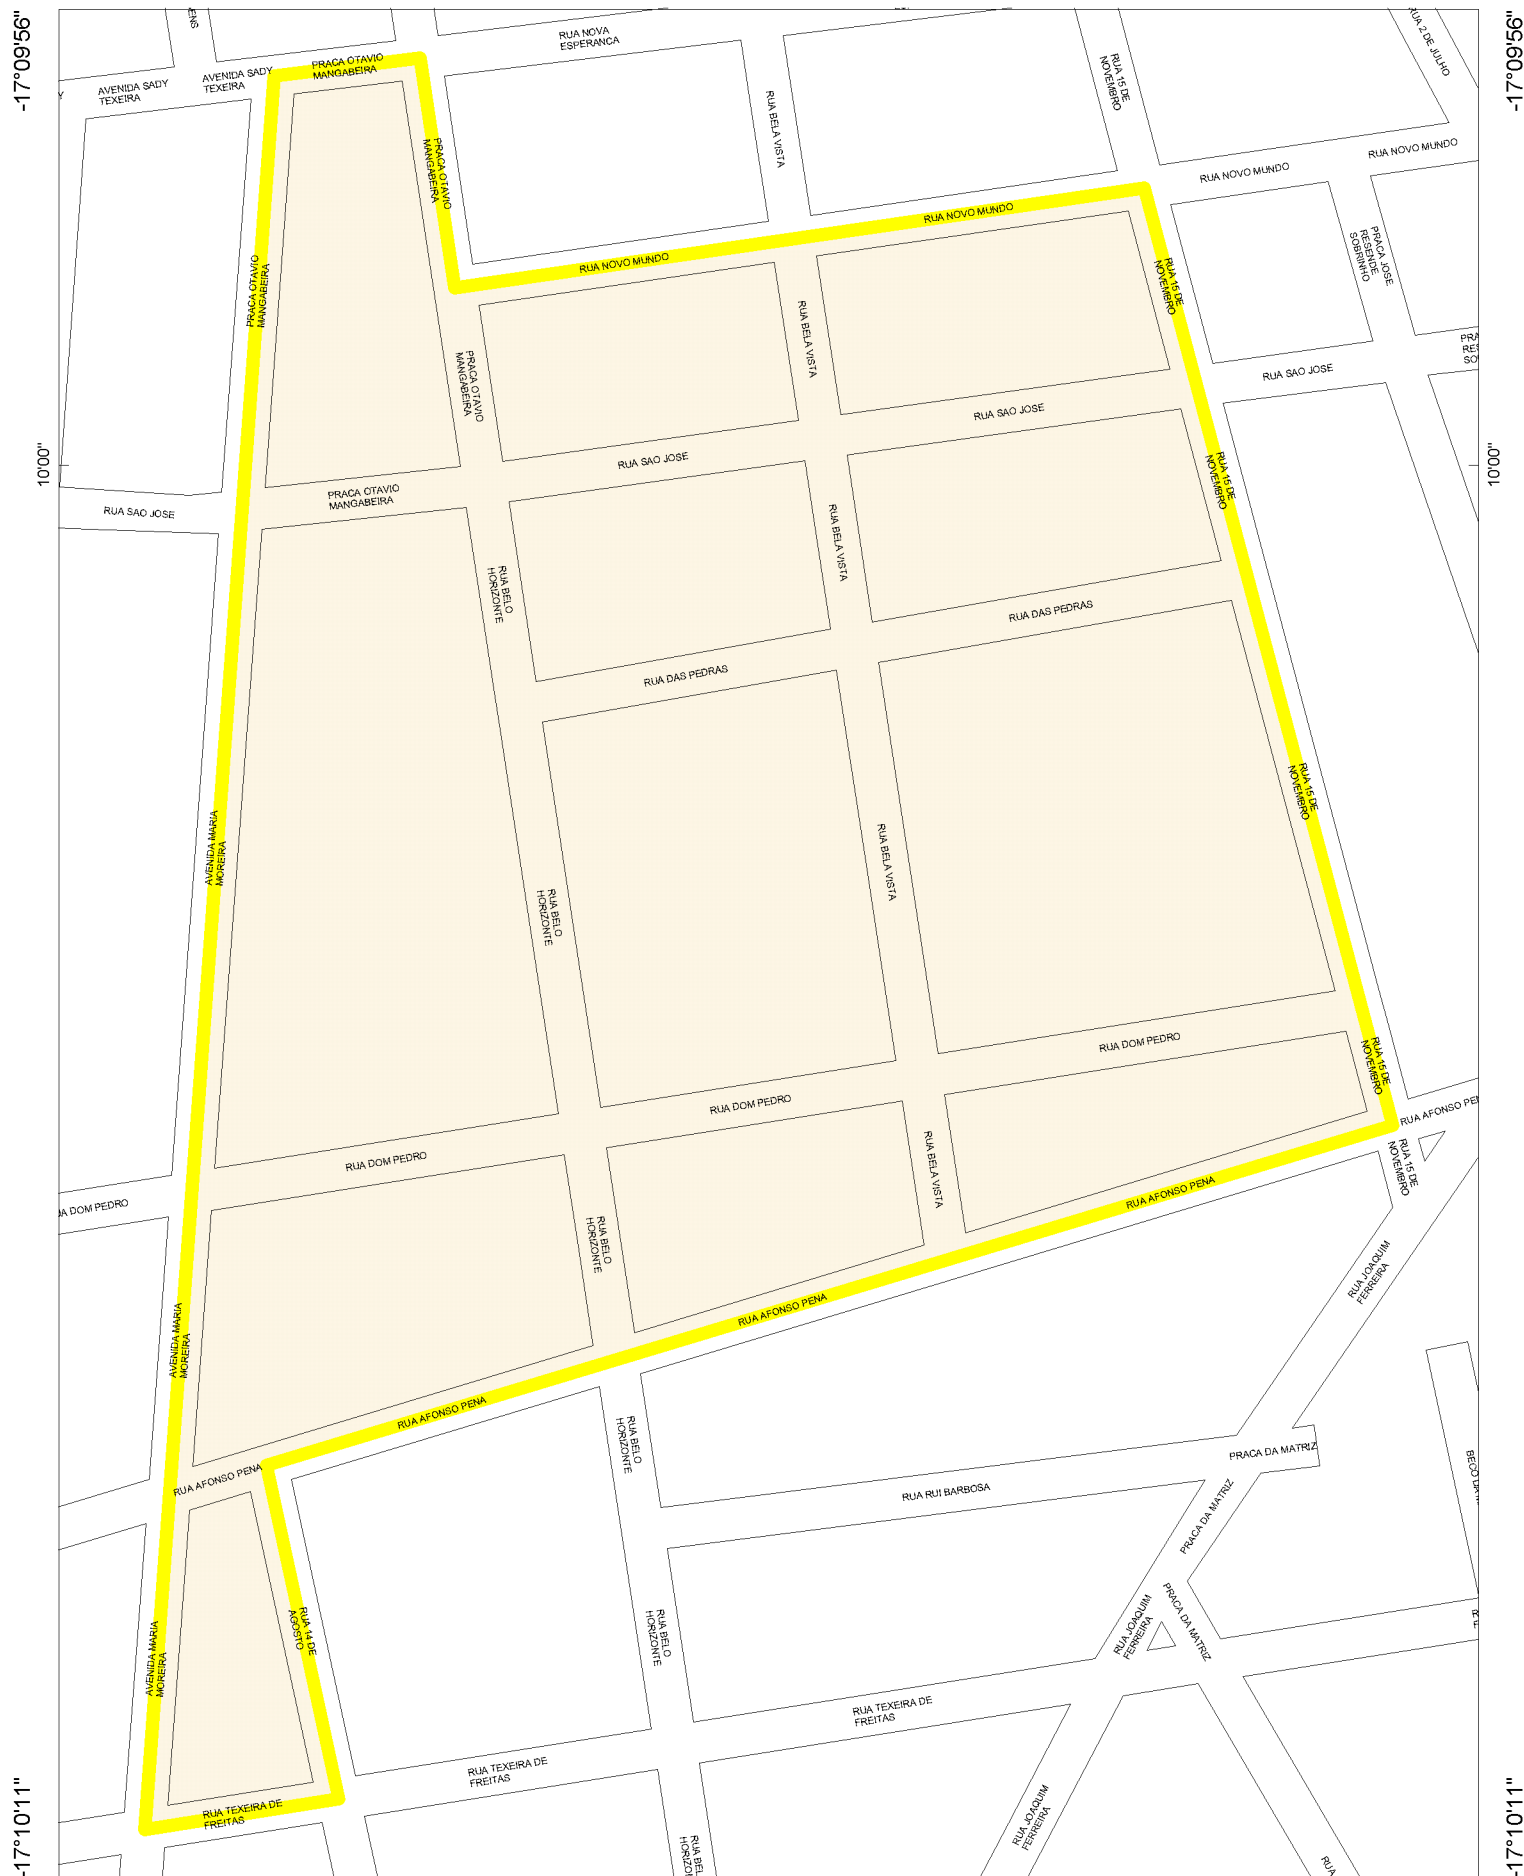 -17°09'56"
-17°09'56"
RUA NOVA
ESPERANCA
RUA 2 DE JULHO
PRACA OTAVIO
MANGABEIRA
AVENIDA SADY
TEXEIRA
AVENIDA SADY
TEXEIRA
RUA 15 DE
NOVEMBRO
RUA BELA VISTA
PRACA OTAVIO
MANGABEIRA
RUA NOVO MUNDO
RUA NOVO MUNDO
RUA NOVO MUNDO
RUA NOVO MUNDO
PRACA JOSE
RESENDE
SOBRINHO
PRACA OTAVIO
MANGABEIRA
RUA 15 DE
NOVEMBRO
RUA BELA VISTA
PRACA OTAVIO
MANGABEIRA
RUA SAO JOSE
RUA SAO JOSE
RUA SAO JOSE
10'00"
10'00"
PRACA OTAVIO
MANGABEIRA
RUA SAO JOSE
RUA 15 DE
NOVEMBRO
RUA BELA VISTA
RUA BELO
HORIZONTE
RUA DAS PEDRAS
RUA DAS PEDRAS
RUA 15 DE
NOVEMBRO
AVENIDA MARIA
MOREIRA
RUA BELA VISTA
RUA BELO
HORIZONTE
RUA DOM PEDRO
RUA 15 DE
NOVEMBRO
RUA DOM PEDRO
RUA AFONSO PEN
RUA DOM PEDRO
RUA BELA VISTA
RUA 15 DE
NOVEMBRO
RUA AFONSO PENA
DOM PEDRO
RUA BELO
HORIZONTE
RUA JOAQUIM
FERREIRA
RUA AFONSO PENA
AVENIDA MARIA
MOREIRA
RUA AFONSO PENA
RUA BELO
HORIZONTE
PRACA DA MATRIZ
RUA AFONSO PENA
RUA RUI BARBOSA
PRACA DA MATRIZ
RUA 14 DE
AGOSTO
RUA BELO
HORIZONTE
PRACA DA MATRIZ
RUA JOAQUIM
FERREIRA
AVENIDA MARIA
MOREIRA
RUA TEXEIRA DE
FREITAS
RUA TEXEIRA DE
FREITAS
RUA TEXEIRA DE
FREITAS
RUA JOAQUIM
FERREIRA
RUA BEL
HORIZO
RUA
-17°10'11"
-17°10'11"